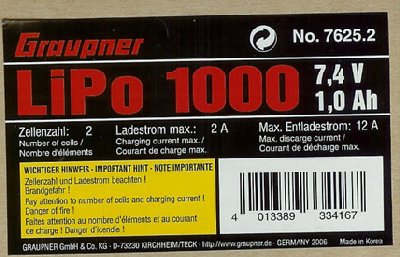 Graupner No. 7625.2
LiPo 1000 7,4 V
1,0 Ah
Zellenzahl: 2 Ladestrom max.: 2 A Max. Entladestrom: 12 A
Number of cells / Charging current max./ Max. discharge current /
Nombre d'éléments Courant de charge max. Courant de décharge max.
WICHTIGER HINWEIS - IMPORTANT HINT - NOTE IMPORTANTE
Zellenzahl und Ladestrom beachten !
Brandgefahr !
Pay attention to number of cells and charging current !
Danger of fire !
Faites attention au nombre d'éléments et au courant
de charge ! Danger d'incendie !
4 013389 334167
GRAUPNER GmbH & Co. KG · D-73230 KIRCHHEIM/TECK · http://www.graupner.de GERMANY 2006 Made in Korea